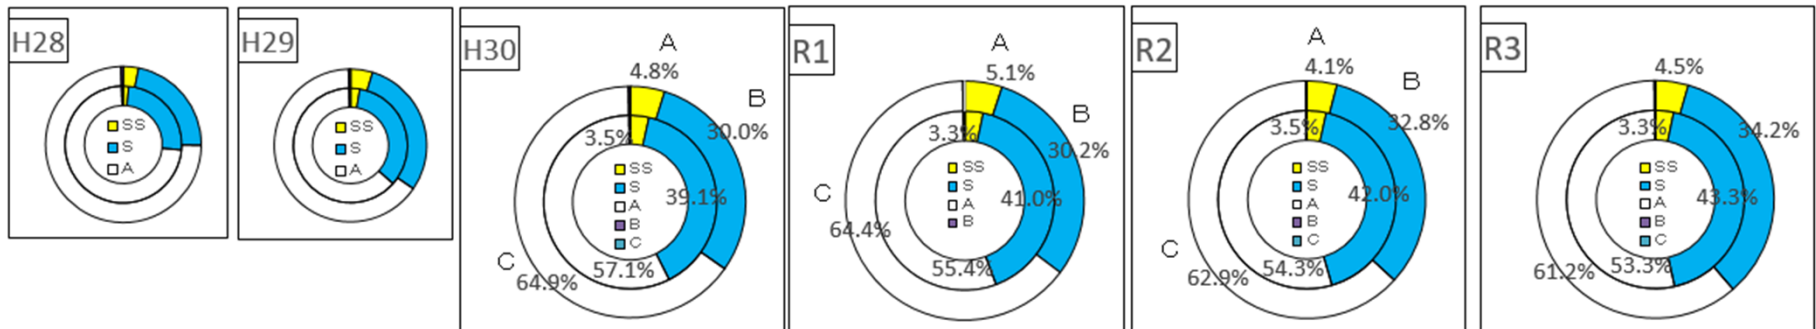 H28
SS
S
A
H29
SS
S
A
H30
A
4.8%
B
30.0%
3.5%
SS
S
A
B
C
39.1%
57.1%
C
64.9%
R1
A
5.1%
B
30.2%
3.3%
SS
S
A
B
41.0%
C
64.4%
55.4%
R2
A
4.1%
B
32.8%
3.5%
SS
S
A
B
C
42.0%
C
62.9%
54.3%
R3
4.5%
34.2%
3.3%
SS
S
A
B
C
43.3%
61.2%
53.3%